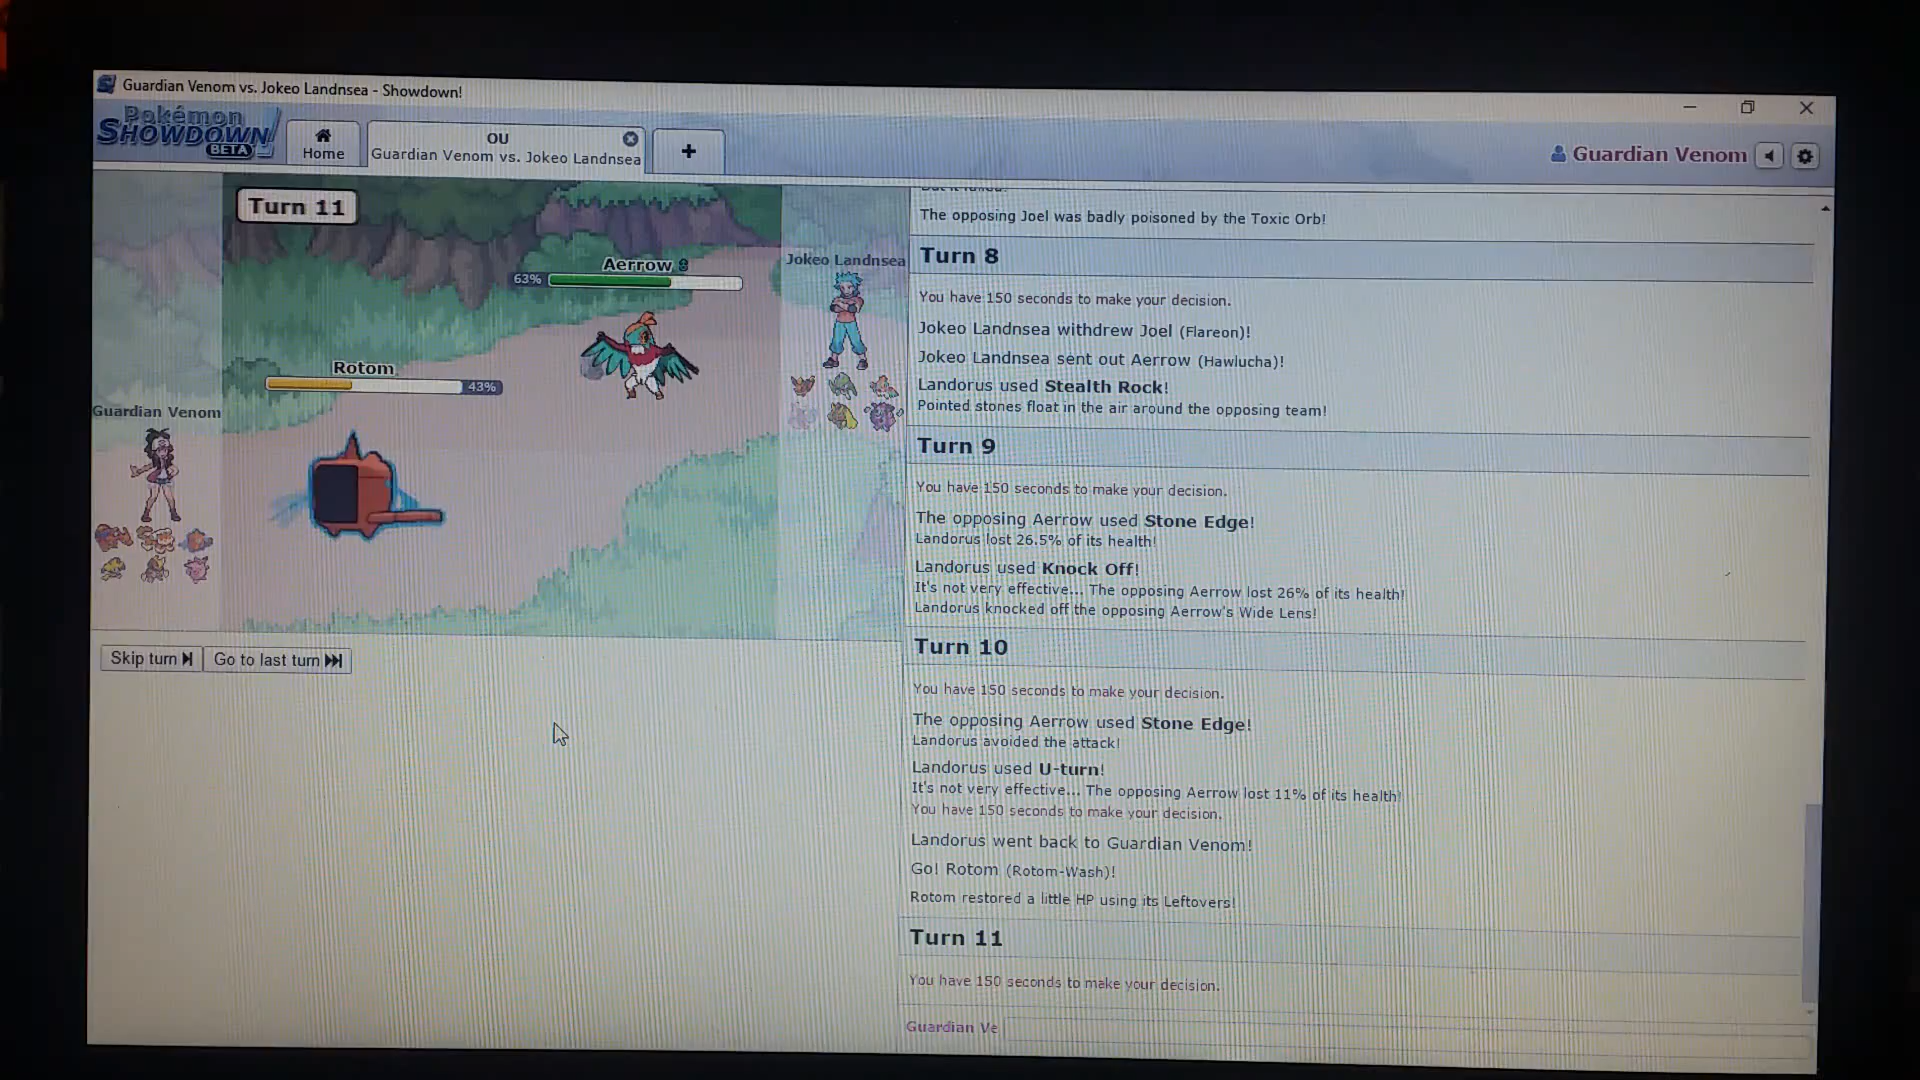 Guardian Venom vs. Jokeo Landnsea - Showdown!
Pokémon
SHOWDOWN
BETA
Home
OU
Guardian Venom vs. Jokeo Landnsea
+
Guardian Venom
Turn 11
Aerrow
63%
Jokeo Landnsea
Rotom
43%
Guardian Venom
Skip turn
Go to last turn
The opposing Joel was badly poisoned by the Toxic Orb!
Turn 8
You have 150 seconds to make your decision.
Jokeo Landnsea withdrew Joel (Flareon)!
Jokeo Landnsea sent out Aerrow (Hawlucha)!
Landorus used Stealth Rock!
Pointed stones float in the air around the opposing team!
Turn 9
You have 150 seconds to make your decision.
The opposing Aerrow used Stone Edge!
Landorus lost 26.5% of its health!
Landorus used Knock Off!
It's not very effective... The opposing Aerrow lost 26% of its health!
Landorus knocked off the opposing Aerrow's Wide Lens!
Turn 10
You have 150 seconds to make your decision.
The opposing Aerrow used Stone Edge!
Landorus avoided the attack!
Landorus used U-turn!
It's not very effective... The opposing Aerrow lost 11% of its health!
You have 150 seconds to make your decision.
Landorus went back to Guardian Venom!
Go! Rotom (Rotom-Wash)!
Rotom restored a little HP using its Leftovers!
Turn 11
You have 150 seconds to make your decision.
Guardian Ve